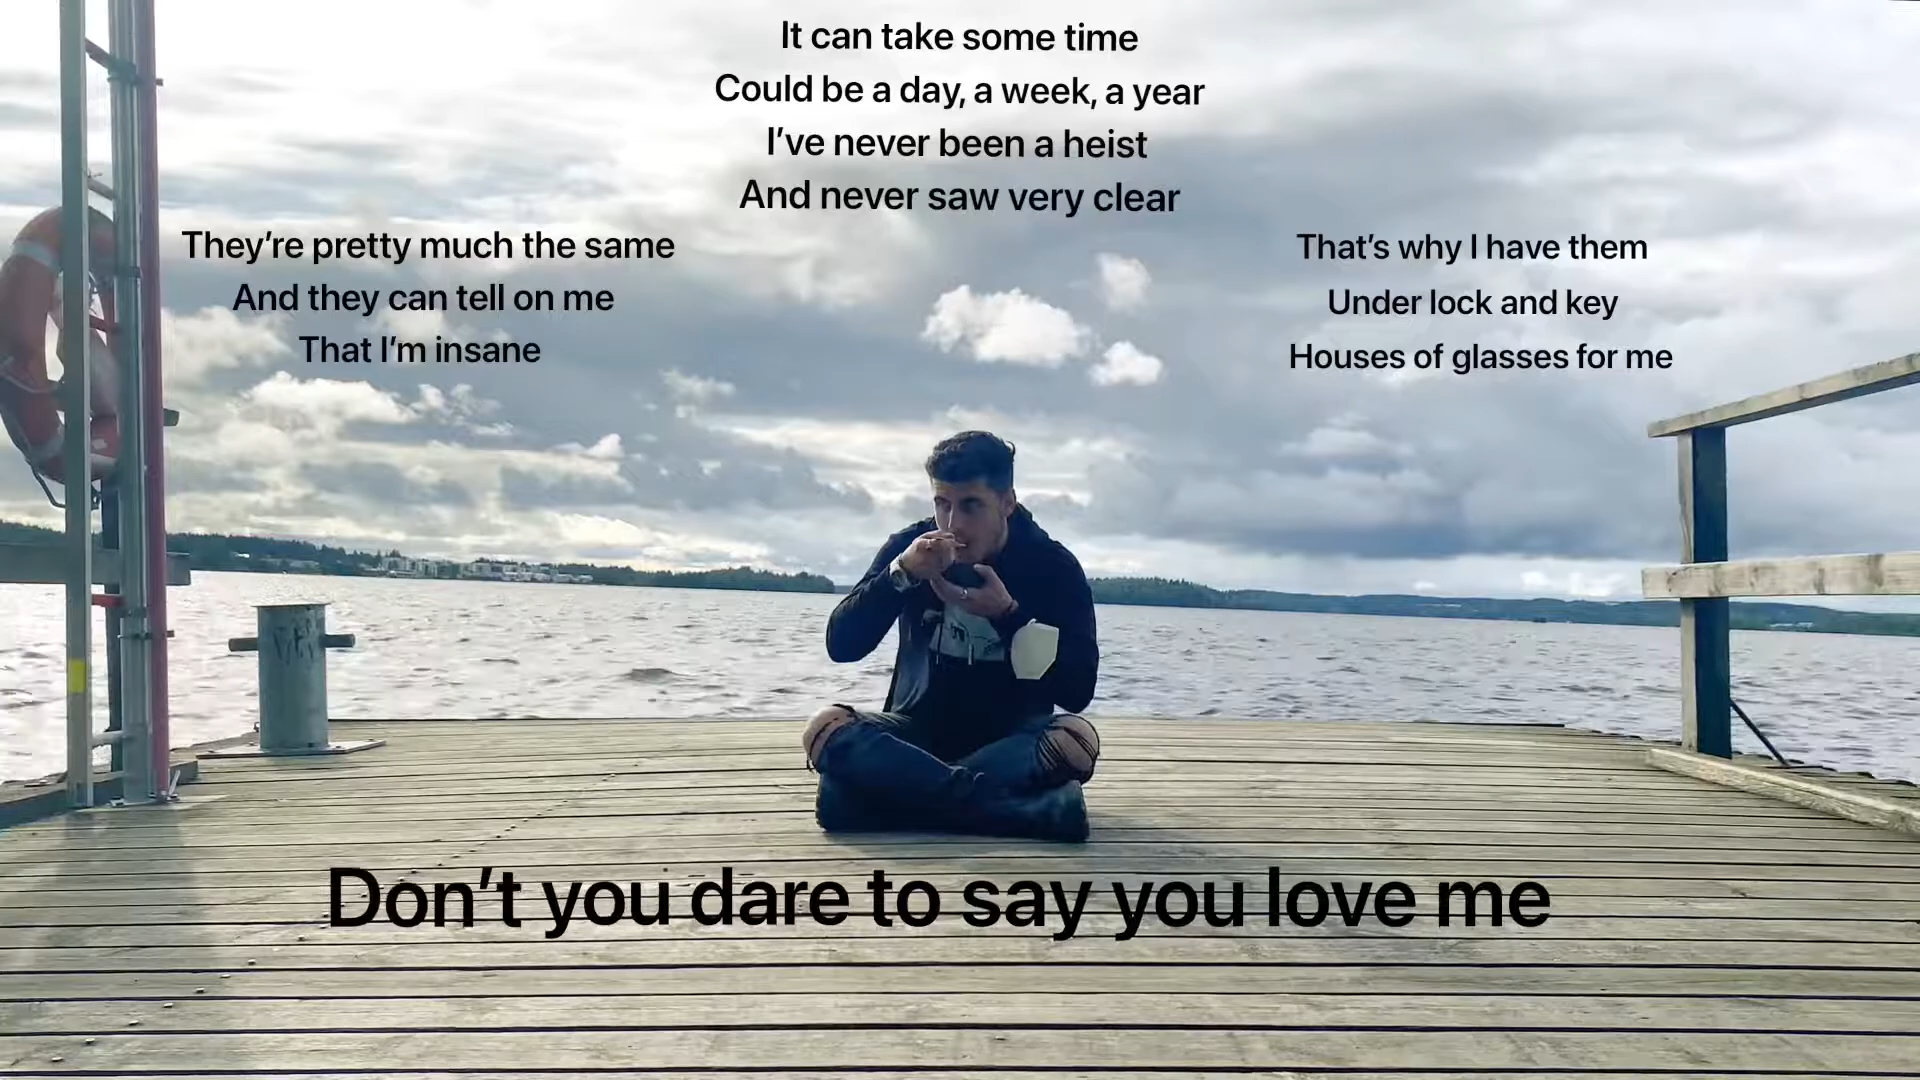 It can take some time
Could be a day, a week, a year
I've never been a heist
And never saw very clear
They're pretty much the same
And they can tell on me
That I'm insane
That's why I have them
Under lock and key
Houses of glasses for me
Don't you dare to say you love me